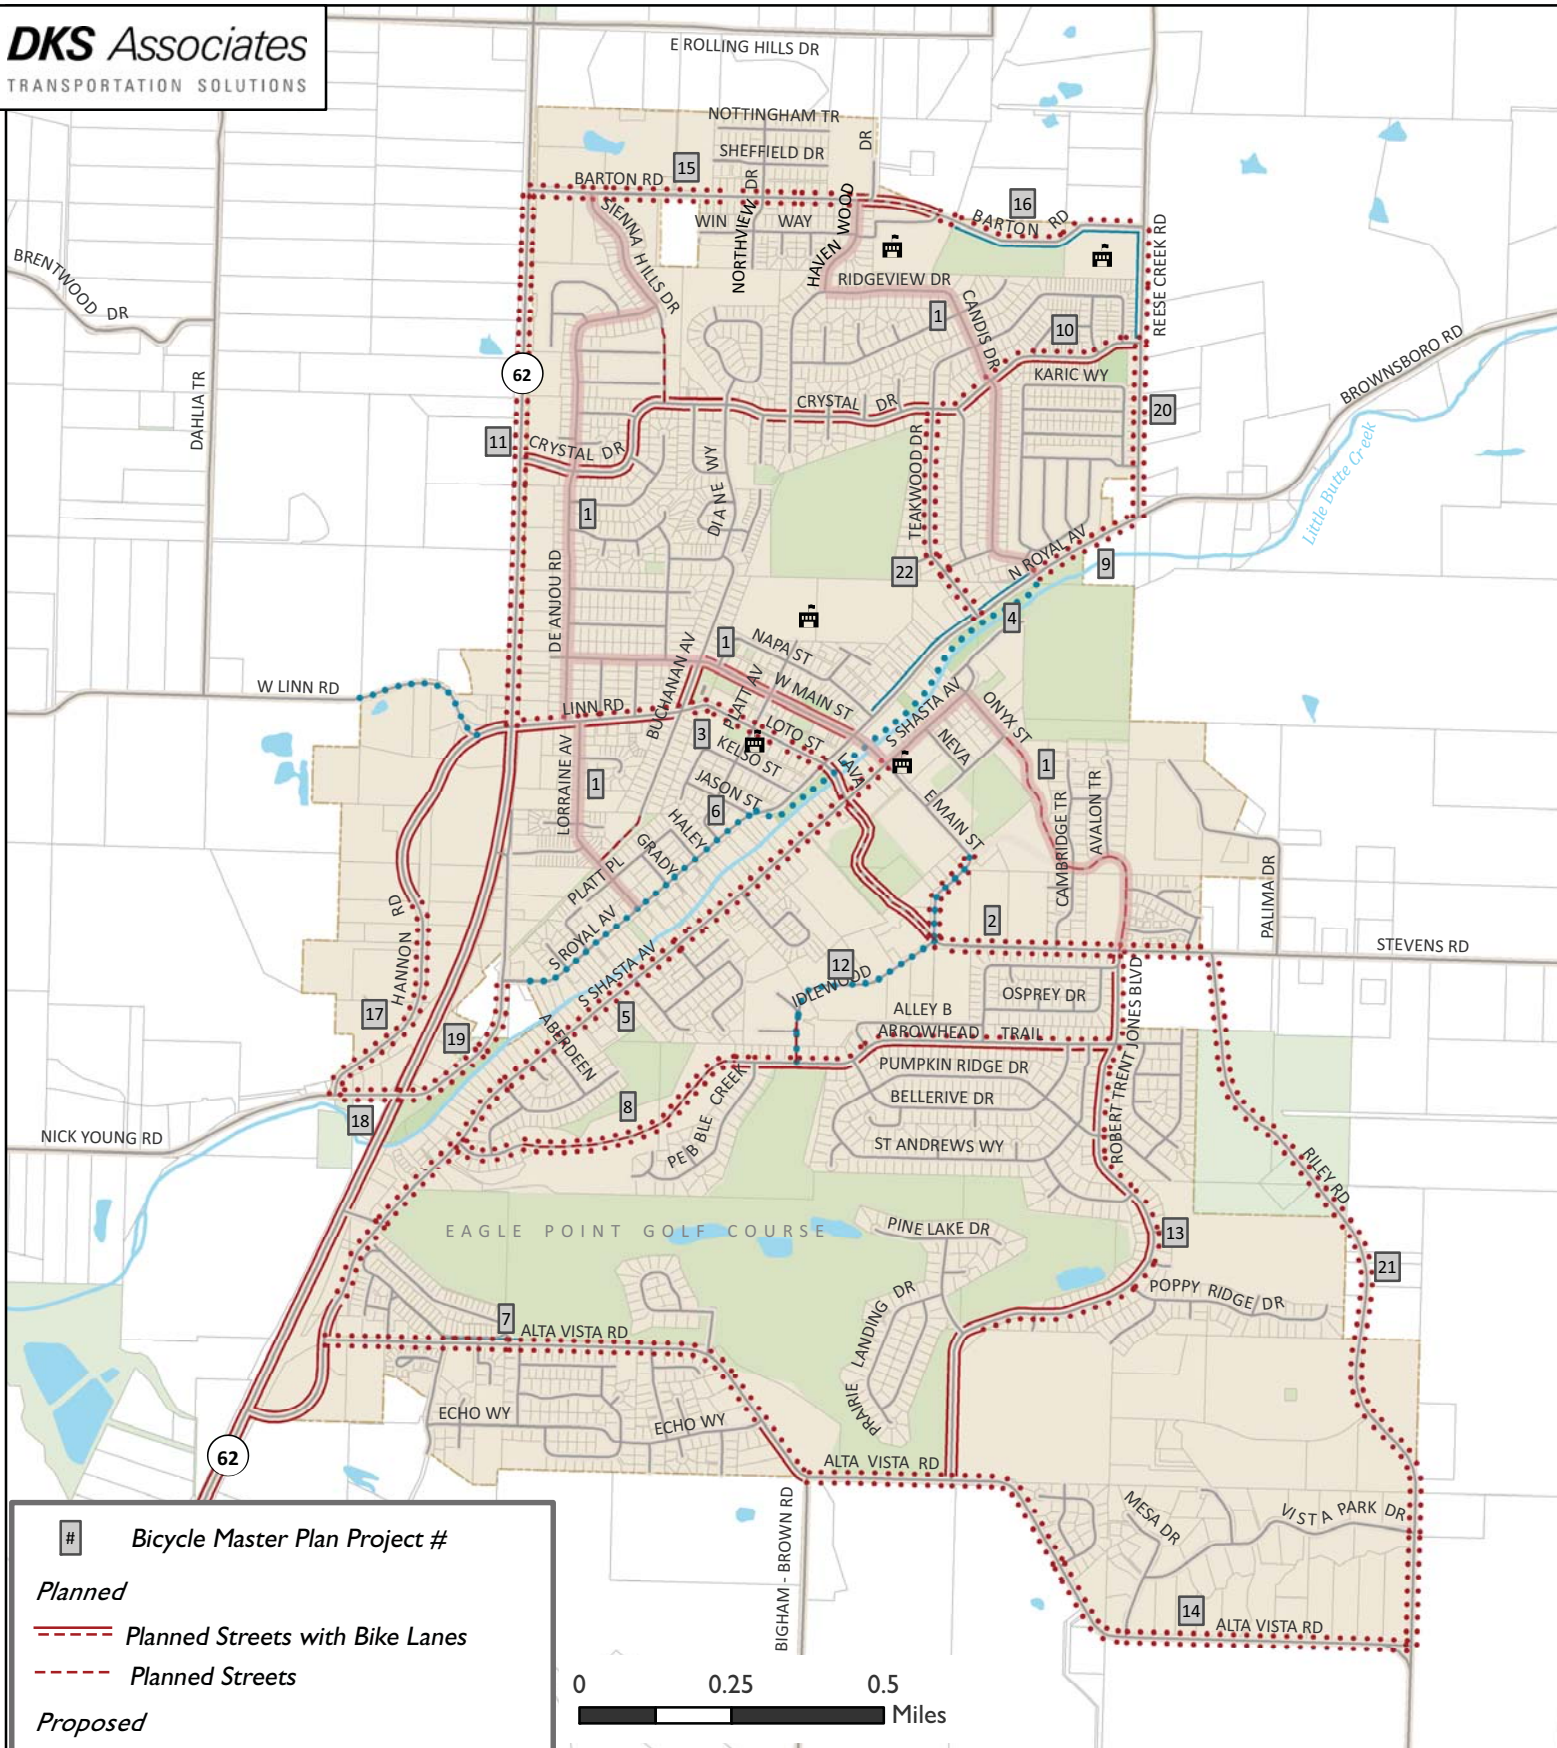 DKS Associates
TRANSPORTATION SOLUTIONS
E ROLLING HILLS DR
NOTTINGHAM TR
SHEFFIELD DR
DR
15
BARTON RD
DR
16
BARTON RD
SIENNA HILLS DR
WIN WAY
NORTHVIEW
HAVEN WOOD
REESE CREEK RD
BRENTWOOD DR
RIDGEVIEW DR
1
CANDIS DR
10
BROWNSBORO RD
62
KARIC WY
DAHLIA TR
CRYSTAL DR
20
11
CRYSTAL DR
TEAKWOOD DR
DIANE WY
Little Butte Creek
1
N ROYAL AV
9
22
DE ANJOU RD
4
1
NAPA ST
BUCHANAN AV
PLATT AV
W MAIN ST
W LINN RD
LINN RD
S SHASTA AV
ONYX ST
3
LOTO ST
KELSO ST
LAVA
NEVA
1
LORRAINE AV
1
JASON ST
6
HALEY
E MAIN ST
CAMBRIDGE TR
AVALON TR
GRADY
PLATT PL
PALIMA DR
HANNON RD
S ROYAL AV
2
STEVENS RD
S SHASTA AV
12
IDLEWOOD
OSPREY DR
17
5
ALLEY B
19
ABERDEEN
ARROWHEAD TRAIL
ROBERT TRENT JONES BLVD
PUMPKIN RIDGE DR
8
BELLERIVE DR
18
NICK YOUNG RD
PEBBLE CREEK
ST ANDREWS WY
RILEY RD
EAGLE POINT GOLF COURSE
PINE LAKE DR
13
21
POPPY RIDGE DR
PRAIRIE LANDING DR
7
ALTA VISTA RD
ECHO WY
ECHO WY
62
ALTA VISTA RD
BIGHAM - BROWN RD
MESA DR
VISTA PARK DR
14
ALTA VISTA RD
# Bicycle Master Plan Project #
Planned
Planned Streets with Bike Lanes
Planned Streets
Proposed
0 0.25 0.5
Miles